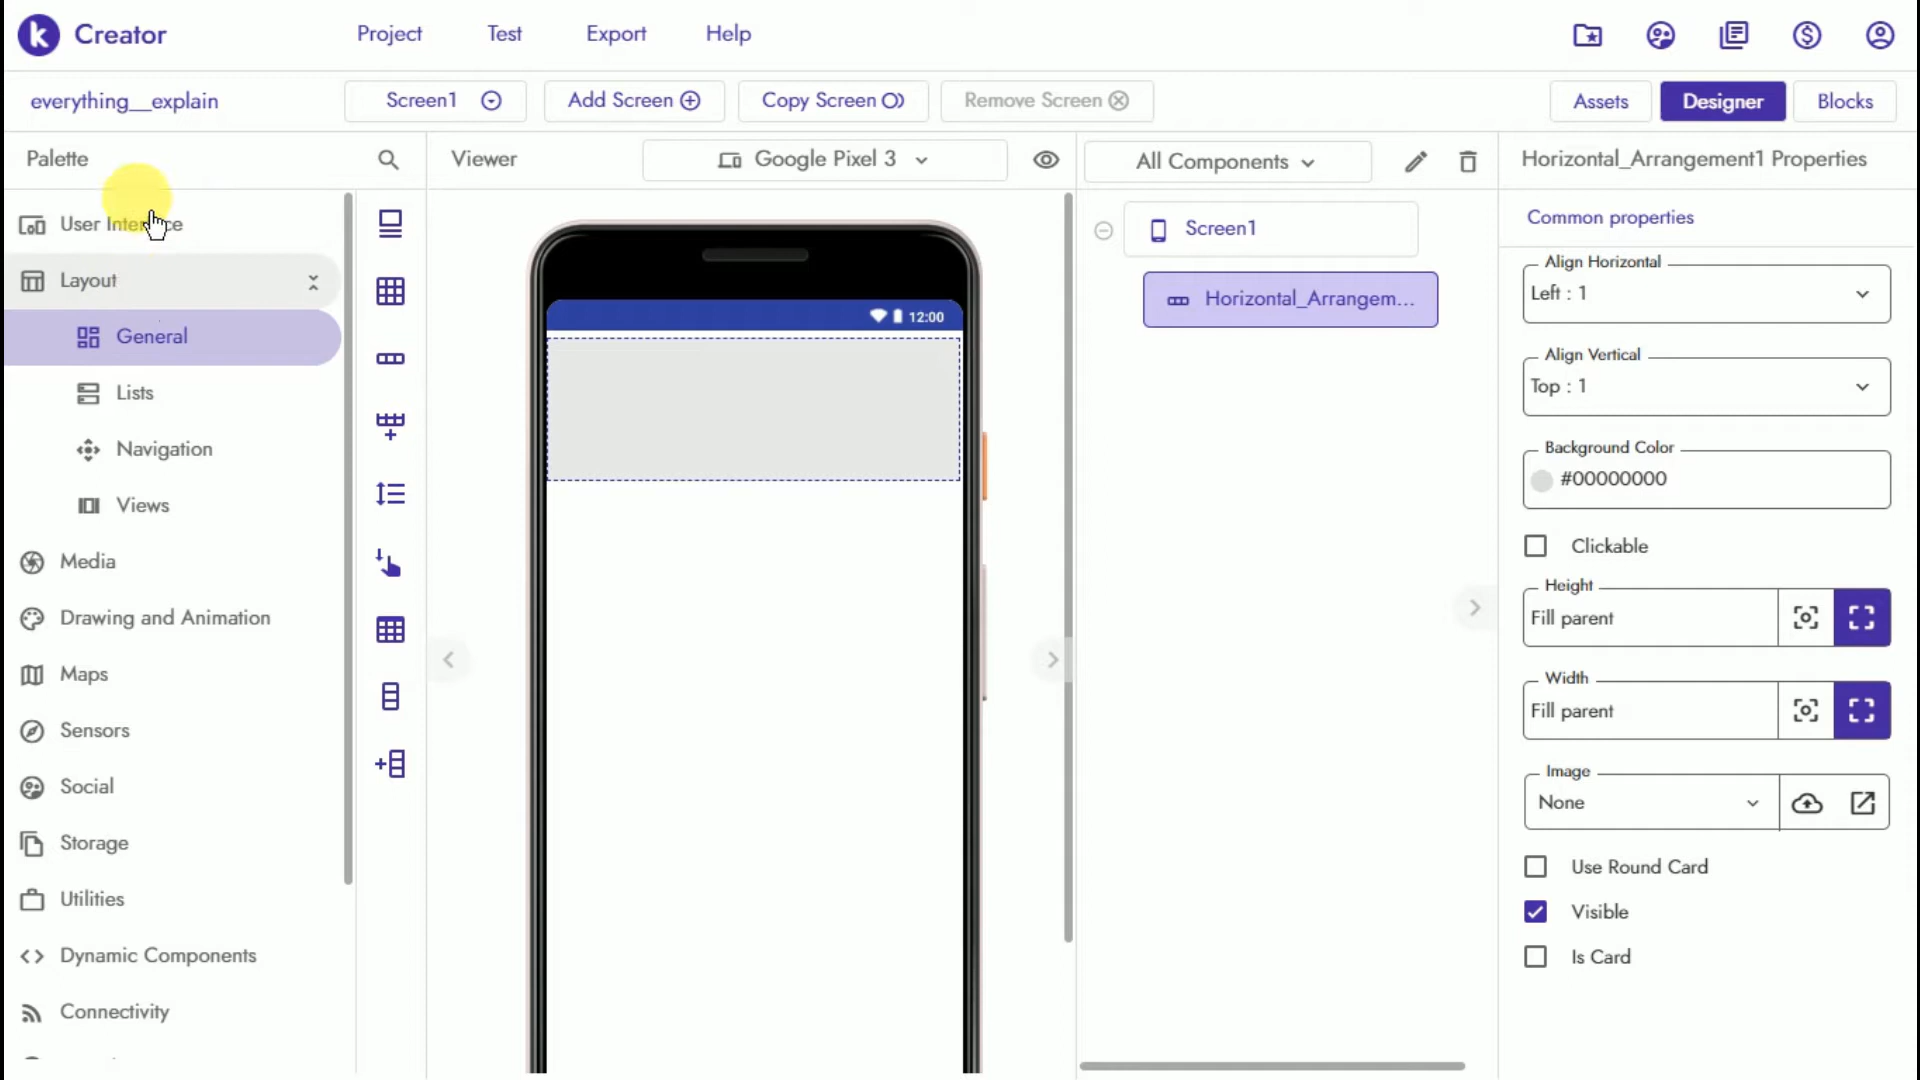 Creator
Project
Test
Export
Help
everything__explain
Screen1
Add Screen
Copy Screen
Remove Screen
Assets
Designer
Blocks
Palette
Viewer
Google Pixel 3
All Components
Horizontal_Arrangement1 Properties
User Interface
Layout
General
Lists
Navigation
Views
Media
Drawing and Animation
Maps
Sensors
Social
Storage
Utilities
Dynamic Components
Connectivity
12:00
Screen1
Horizontal_Arrangem...
Common properties
Align Horizontal
Left : 1
Align Vertical
Top : 1
Background Color
#00000000
Clickable
Height
Fill parent
Width
Fill parent
Image
None
Use Round Card
Visible
Is Card